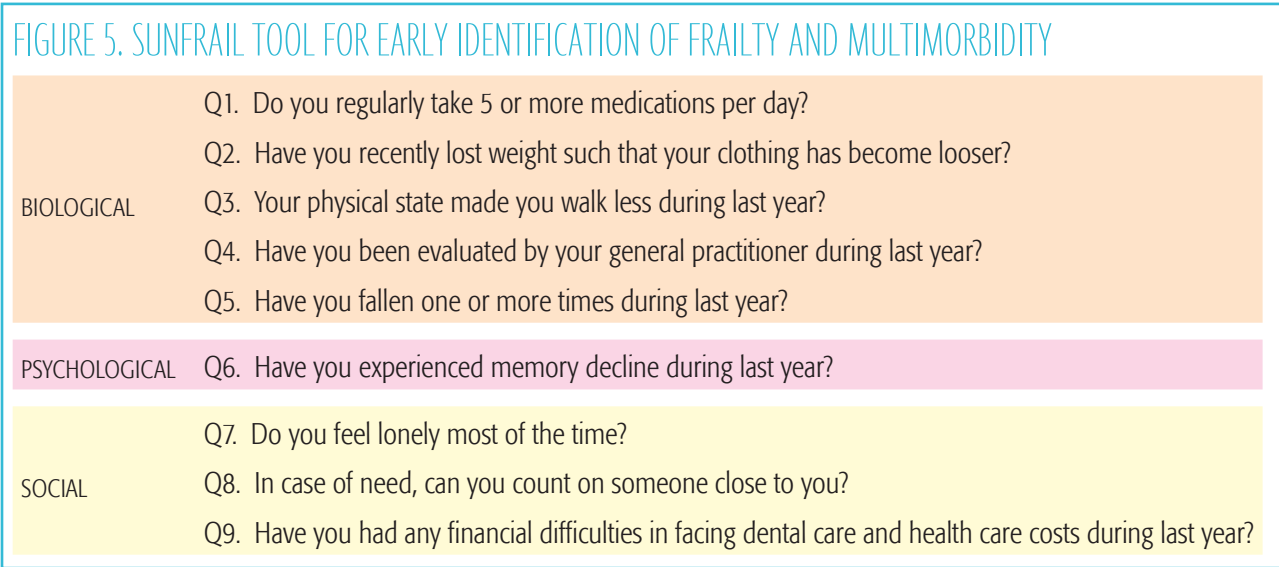 FIGURE 5. SUNFRAIL TOOL FOR EARLY IDENTIFICATION OF FRAILTY AND MULTIMORBIDITY
BIOLOGICAL
Q1. Do you regularly take 5 or more medications per day?
Q2. Have you recently lost weight such that your clothing has become looser?
Q3. Your physical state made you walk less during last year?
Q4. Have you been evaluated by your general practitioner during last year?
Q5. Have you fallen one or more times during last year?
PSYCHOLOGICAL
Q6. Have you experienced memory decline during last year?
SOCIAL
Q7. Do you feel lonely most of the time?
Q8. In case of need, can you count on someone close to you?
Q9. Have you had any financial difficulties in facing dental care and health care costs during last year?